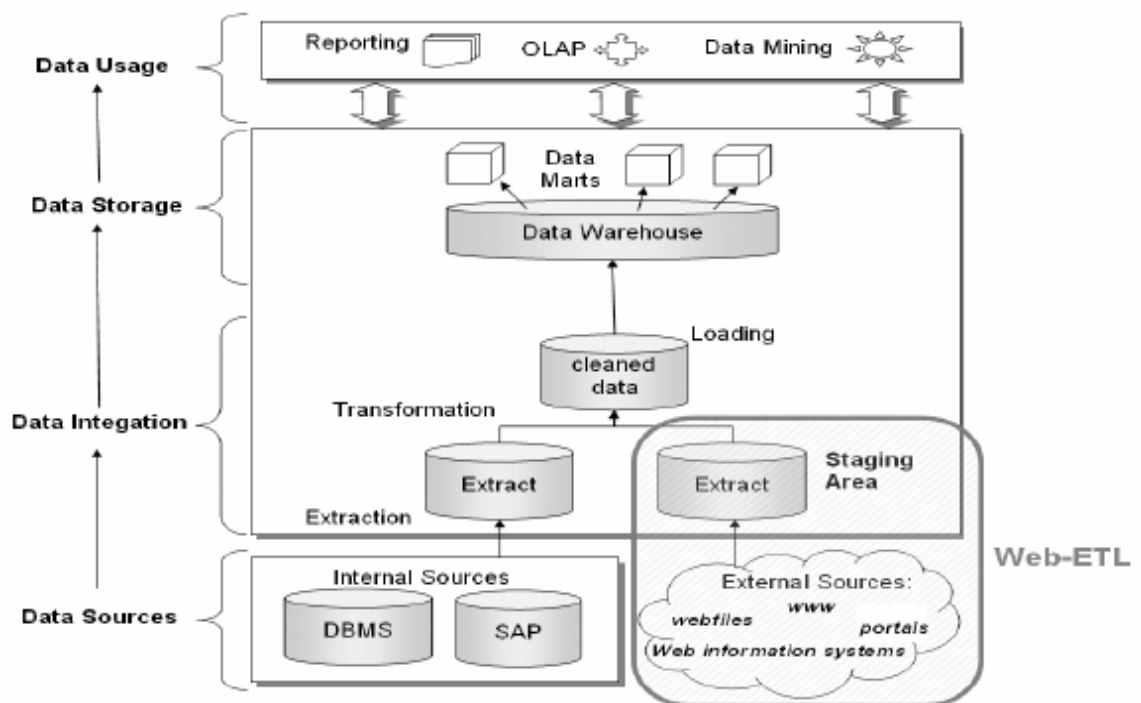 Reporting
OLAP
Data Mining
Data Usage
Data
Marts
Data Storage
Data Warehouse
Loading
cleaned
data
Transformation
Data Integation
Staging
Area
Extract
Extract
Extraction
Web-ETL
Internal Sources
External Sources:
www
webfiles
portals
Data Sources
DBMS
SAP
Web information systems